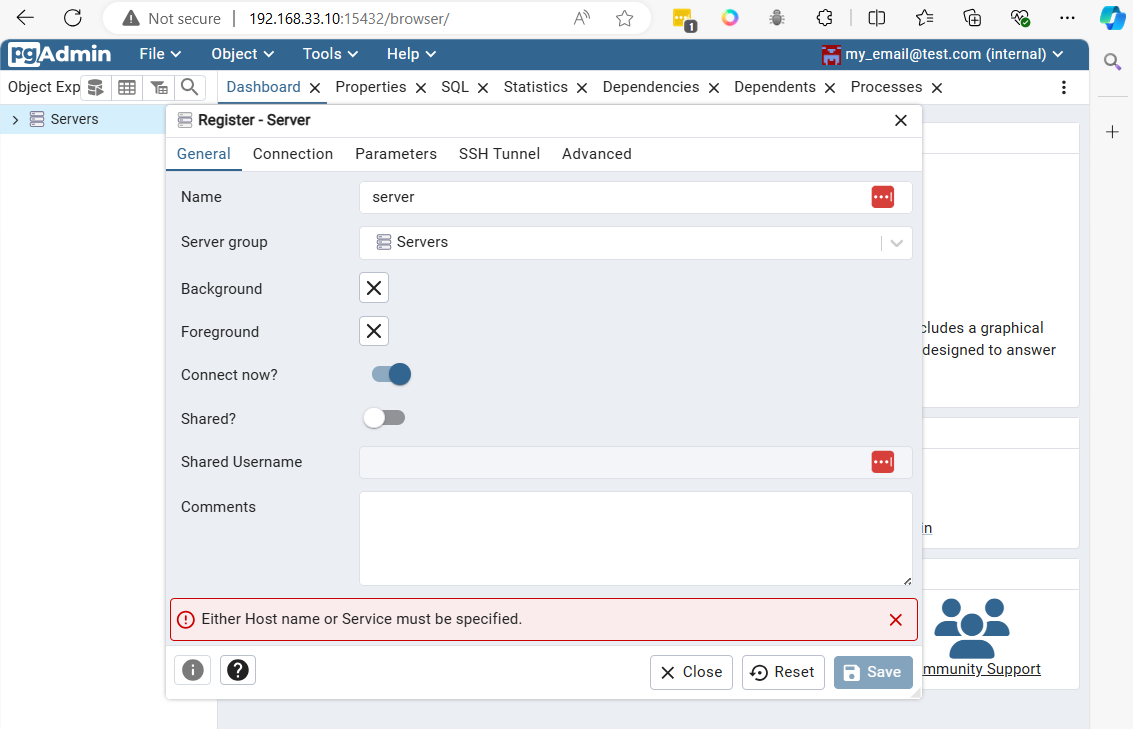 Not secure | 192.168.33.10:15432/browser/
1
pgAdmin File Object Tools Help my_email@test.com (internal)
Object Exp Dashboard Properties SQL Statistics Dependencies Dependents Processes
Servers
Register - Server
General Connection Parameters SSH Tunnel Advanced
Name server
Server group Servers
Background
Foreground
cludes a graphical
designed to answer
Connect now?
Shared?
Shared Username
Comments
in
Either Host name or Service must be specified.
Close Reset Save
mmunity Support